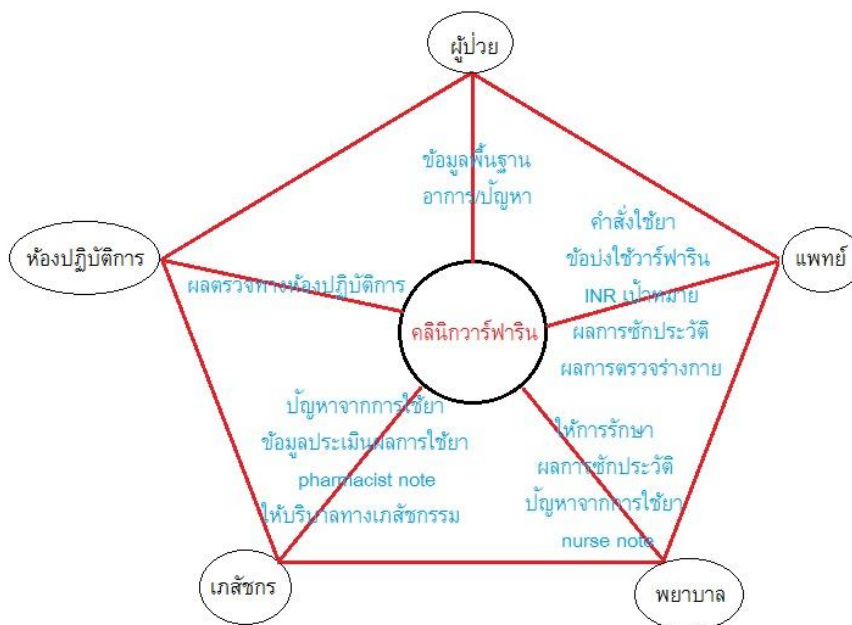 ผู้ป่วย
ข้อมูลพื้นฐาน
อาการ/ปัญหา
คำสั่งใช้ยา
ข้อบ่งใช้วาร์ฟาริน
INR เป้าหมาย
ผลการซักประวัติ
ผลการตรวจร่างกาย
แพทย์
ห้องปฏิบัติการ
ผลตรวจทางห้องปฏิบัติการ
คลินิกวาร์ฟาริน
ปัญหาจากการใช้ยา
ข้อมูลประเมินผลการใช้ยา
pharmacist note
ให้บริบาลทางเภสัชกรรม
ให้การรักษา
ผลการซักประวัติ
ปัญหาจากการใช้ยา
nurse note
เภสัชกร
พยาบาล